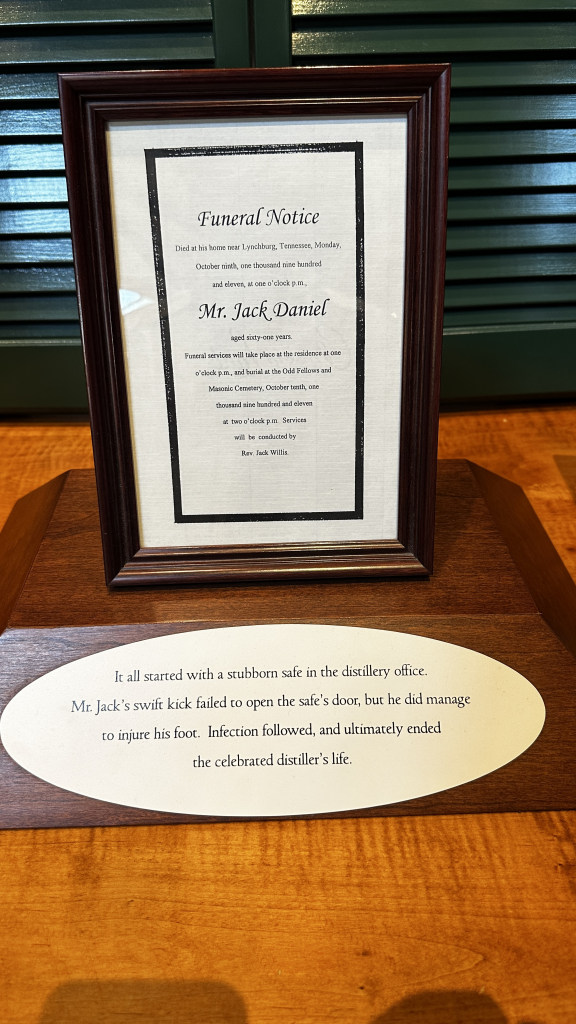 Funeral Notice
Died at his home near Lynchburg, Tennessee, Monday,
October ninth, one thousand nine hundred
and eleven, at one o'clock p.m.,
Mr. Jack Daniel
aged sixty-one years.
Funeral services will take place at the residence at one
o'clock p.m., and burial at the Odd Fellows and
Masonic Cemetery, October tenth, one
thousand nine hundred and eleven
at two o'clock p.m. Services
will be conducted by
Rev. Jack Willis.
It all started with a stubborn safe in the distillery office.
Mr. Jack's swift kick failed to open the safe's door, but he did manage
to injure his foot. Infection followed, and ultimately ended
the celebrated distiller's life.